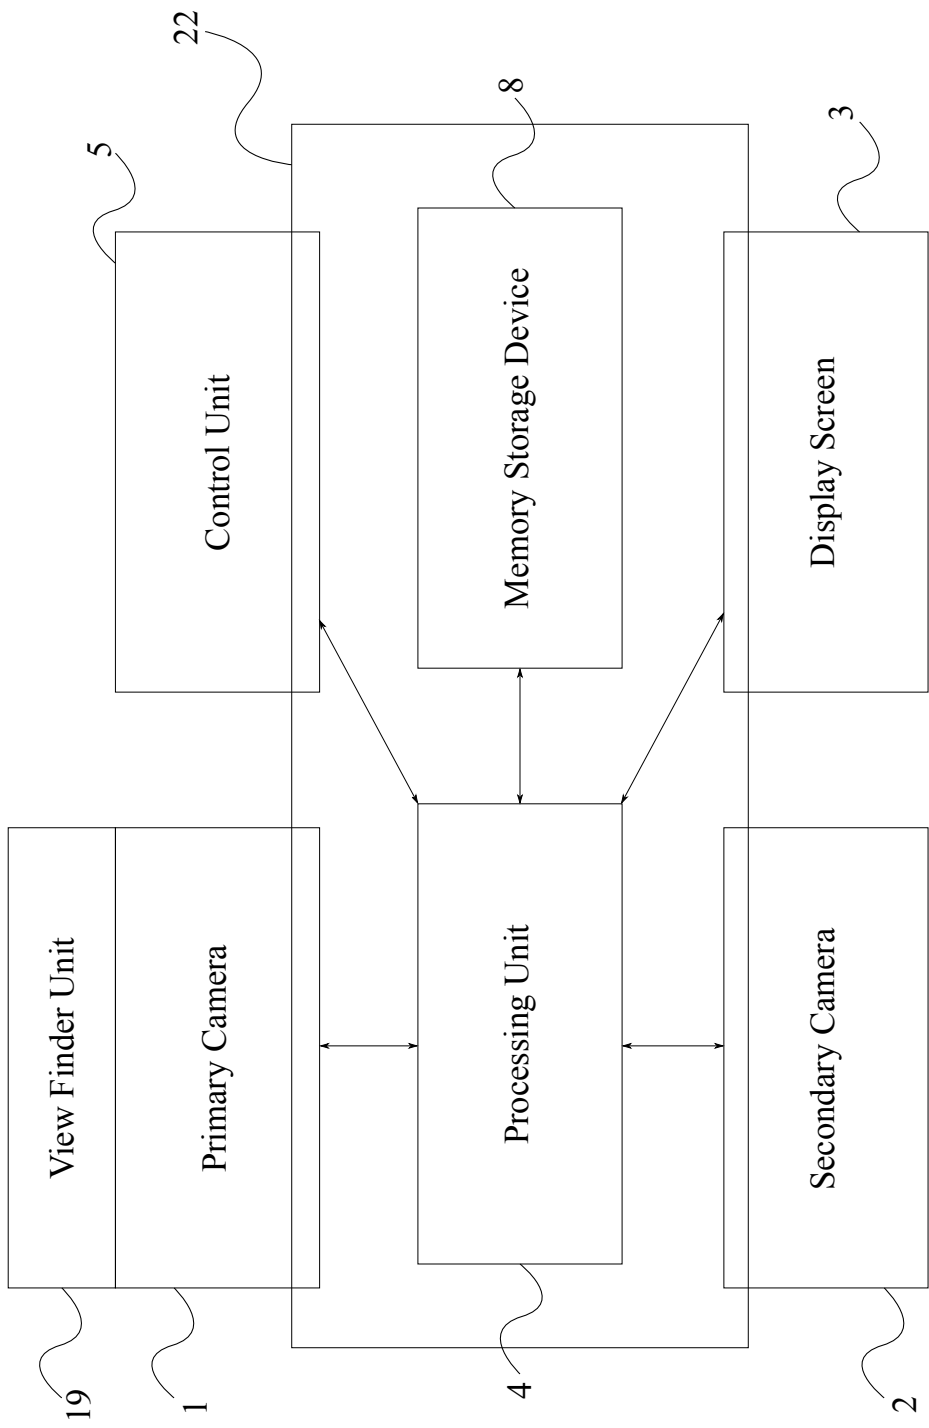 19
View Finder Unit
1
Primary Camera
Control Unit
5
22
4
Processing Unit
Memory Storage Device
8
2
Secondary Camera
Display Screen
3